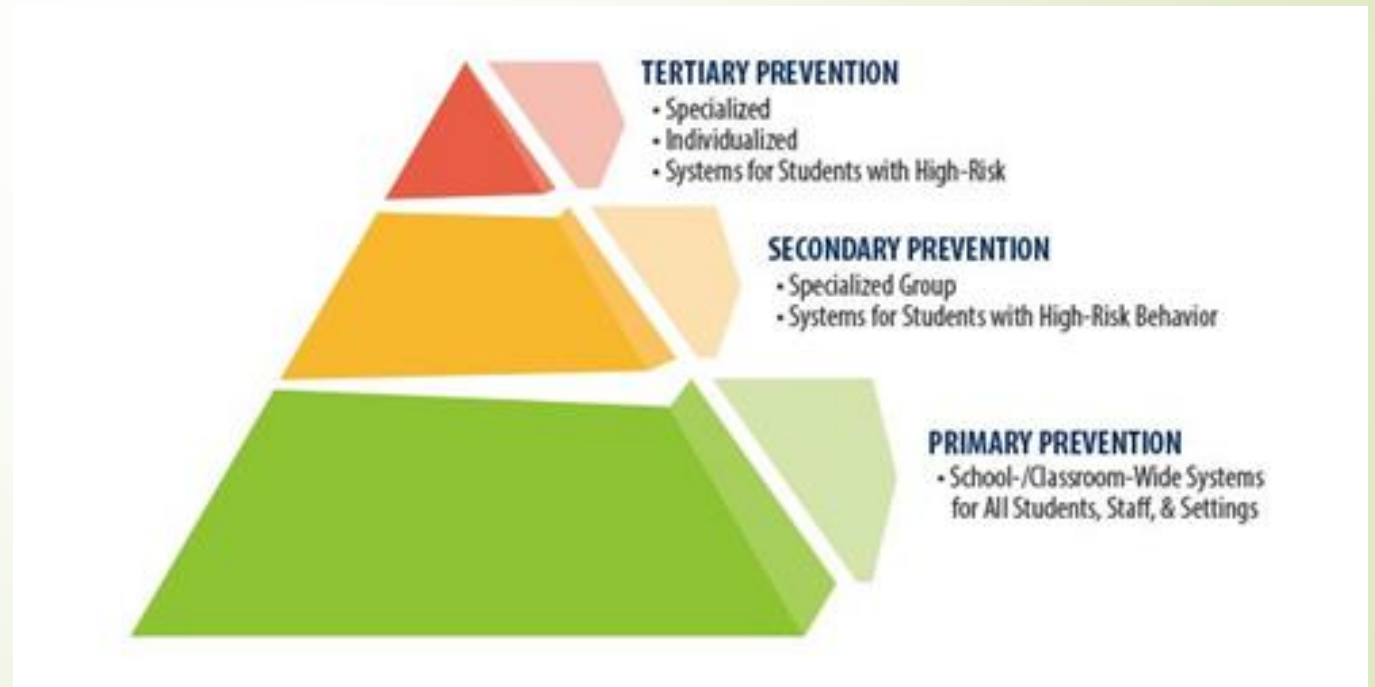 TERTIARY PREVENTION
• Specialized
• Individualized
• Systems for Students with High-Risk
SECONDARY PREVENTION
• Specialized Group
• Systems for Students with High-Risk Behavior
PRIMARY PREVENTION
• School-/Classroom-Wide Systems
for All Students, Staff, & Settings